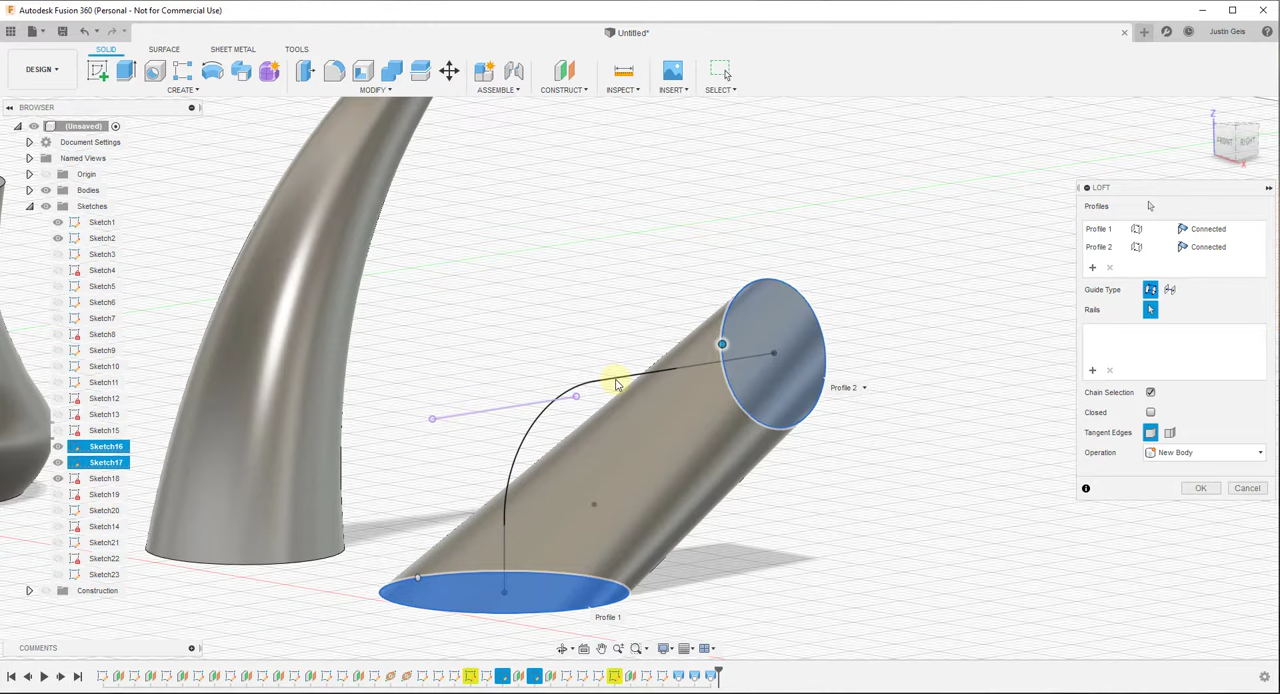 Autodesk Fusion 360 (Personal - Not for Commercial Use)
Untitled*
Justin Geis
DESIGN
SOLID SURFACE SHEET METAL TOOLS
CREATE MODIFY ASSEMBLE CONSTRUCT INSPECT INSERT SELECT
BROWSER
(Unsaved)
Document Settings
Named Views
Origin
Bodies
Sketches
Sketch1
Sketch2
Sketch3
Sketch4
Sketch5
Sketch6
Sketch7
Sketch8
Sketch9
Sketch10
Sketch11
Sketch12
Sketch13
Sketch15
Sketch16
Sketch17
Sketch18
Sketch19
Sketch20
Sketch14
Sketch21
Sketch22
Sketch23
Construction
Z
FRONT RIGHT
X
LOFT
Profiles
Profile 1 Connected
Profile 2 Connected
Guide Type
Rails
Chain Selection
Closed
Tangent Edges
Operation New Body
OK Cancel
Profile 2
Profile 1
COMMENTS